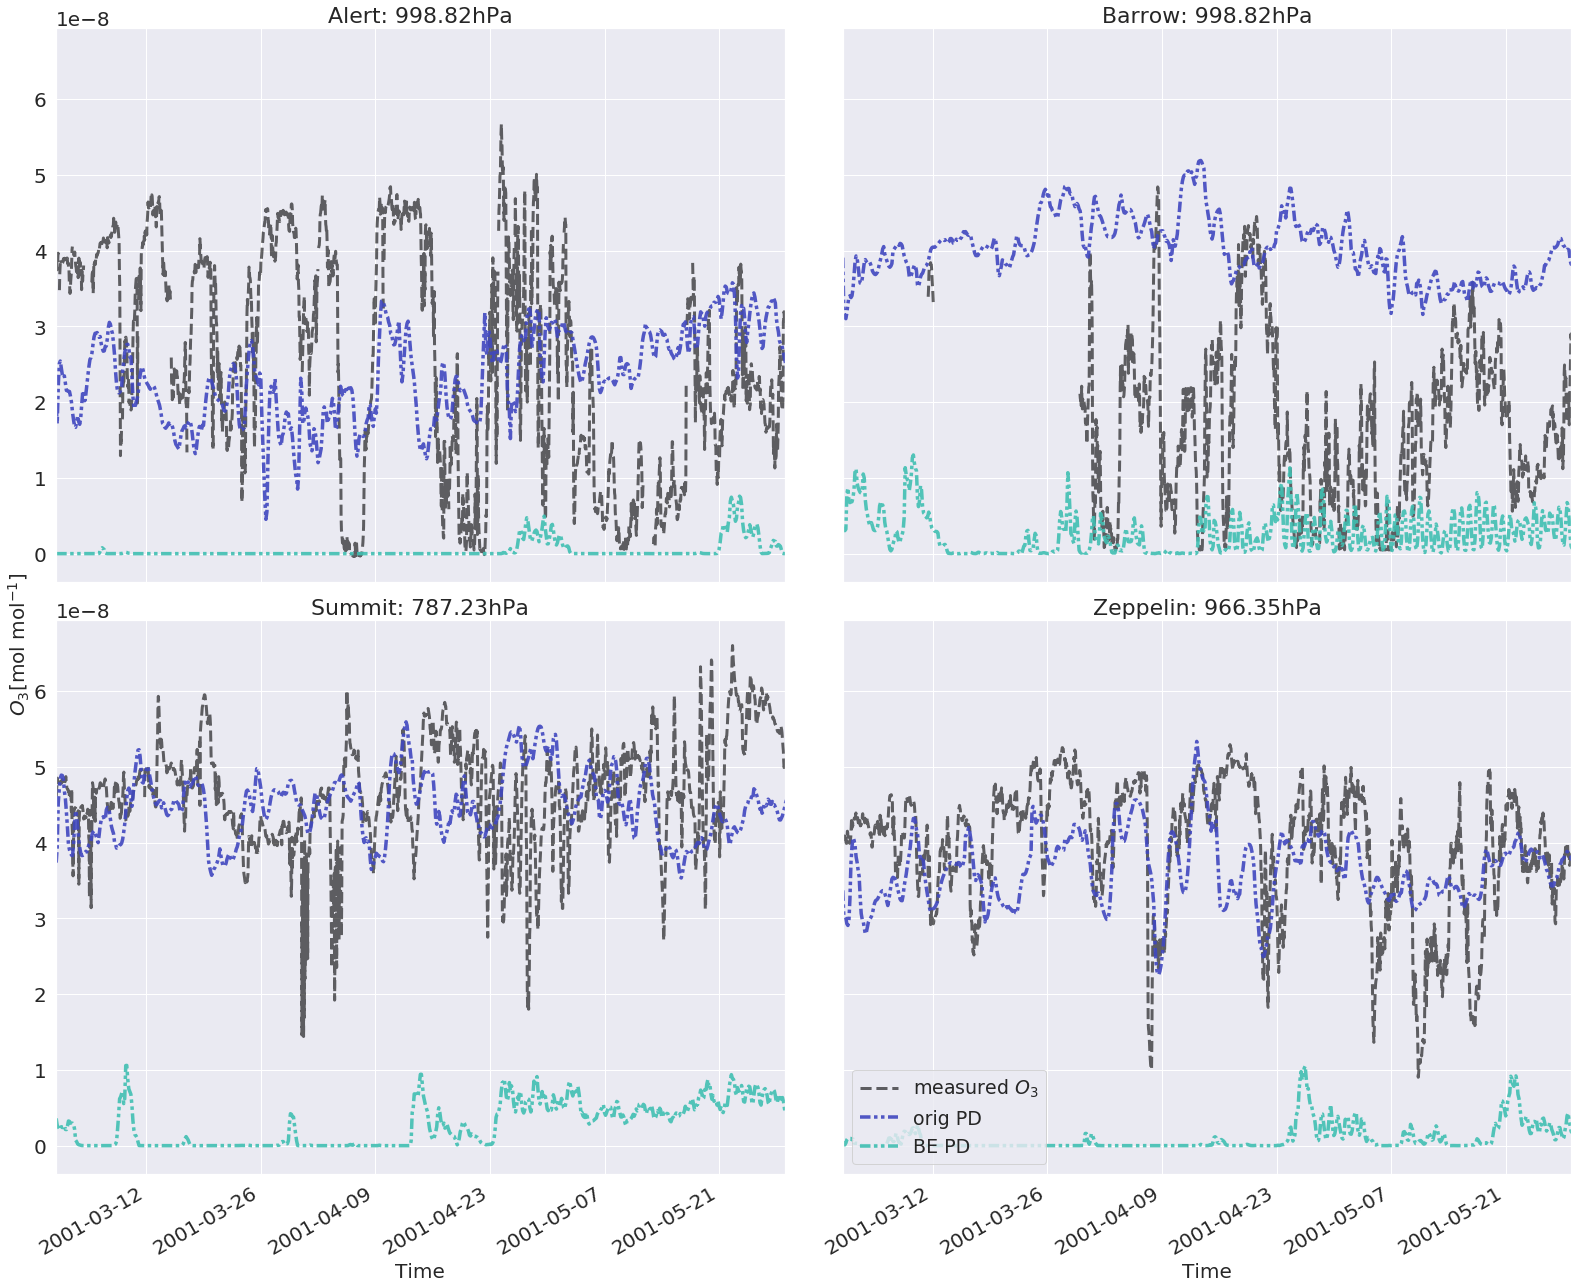 Alert: 998.82hPa
Barrow: 998.82hPa
1e−8
6
5
4
3
2
1
0
O₃[mol mol⁻¹]
Summit: 787.23hPa
Zeppelin: 966.35hPa
1e−8
6
5
4
3
2
1
0
measured O₃
orig PD
BE PD
2001-03-12
2001-03-26
2001-04-09
2001-04-23
2001-05-07
2001-05-21
2001-03-12
2001-03-26
2001-04-09
2001-04-23
2001-05-07
2001-05-21
Time
Time